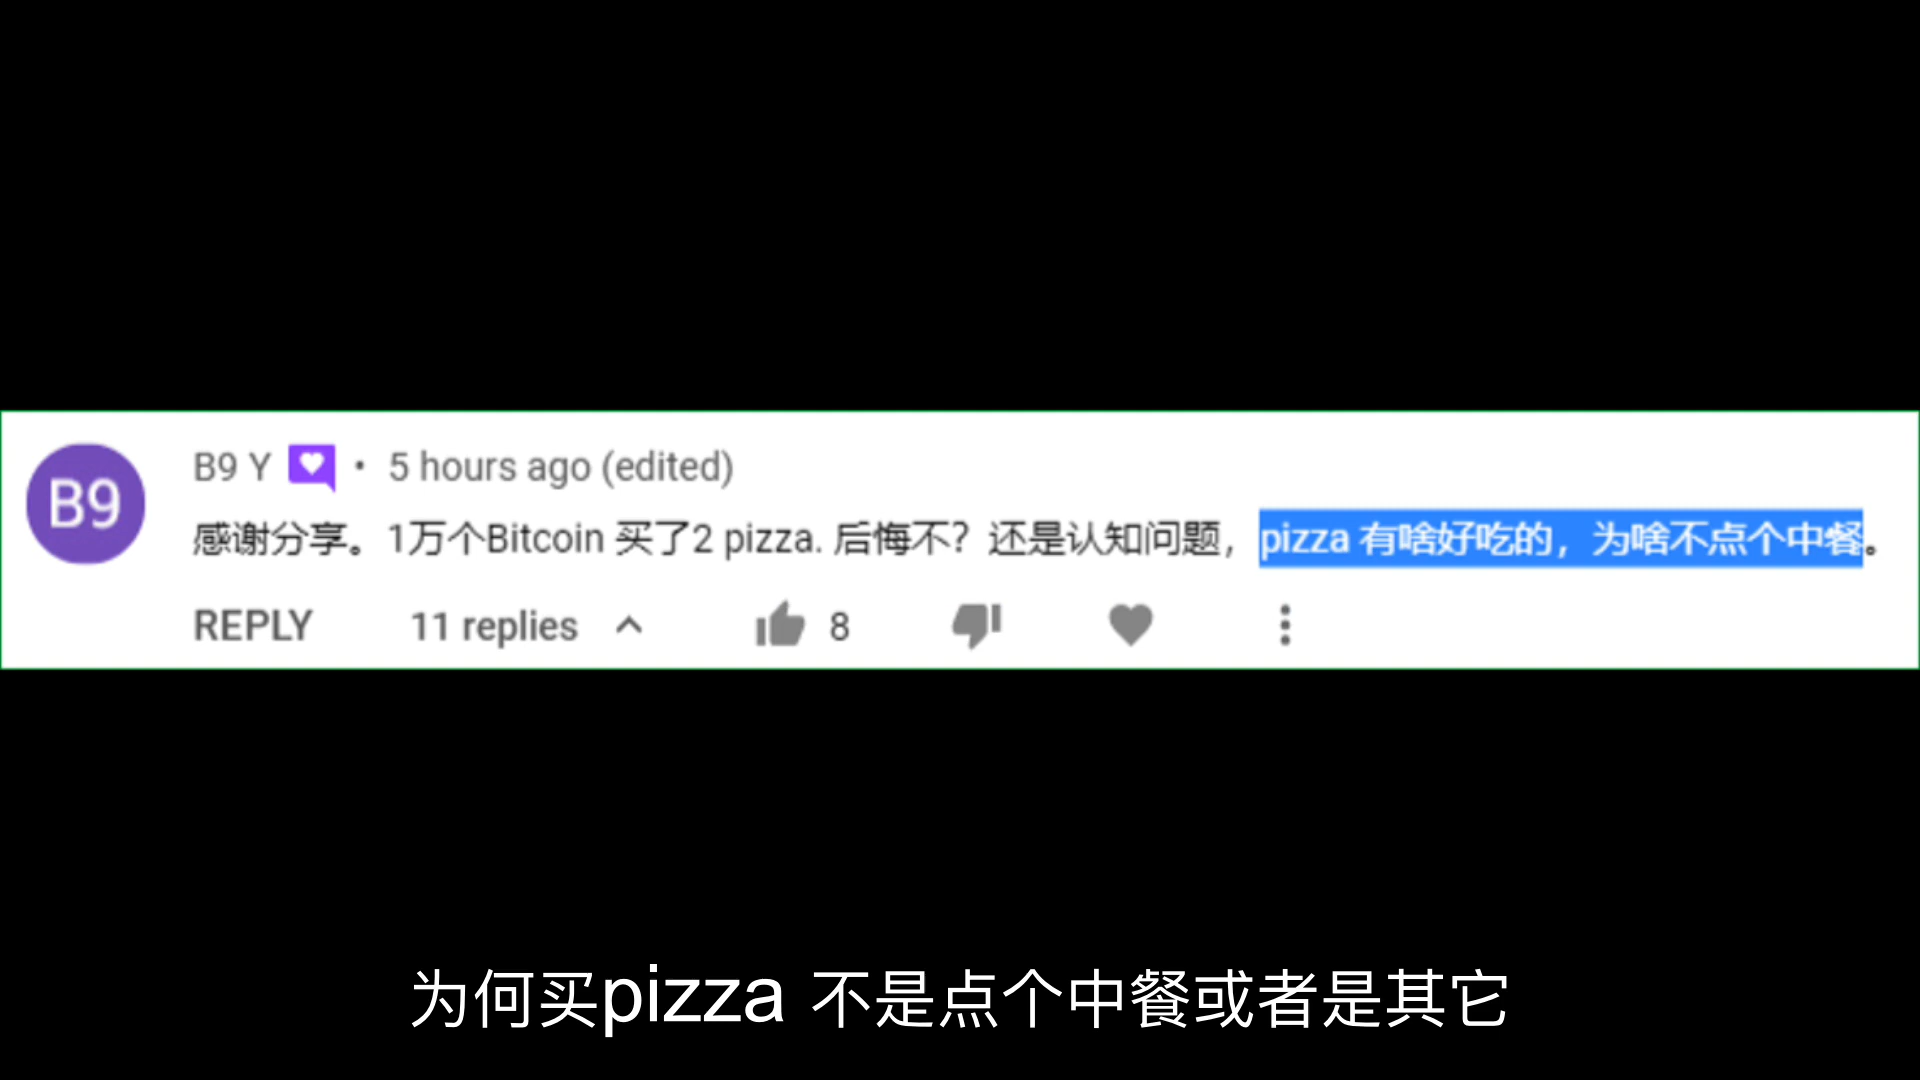 B9
B9 Y • 5 hours ago (edited)
感谢分享。1万个Bitcoin 买了2 pizza. 后悔不？还是认知问题，pizza 有啥好吃的，为啥不点个中餐。
REPLY 11 replies 8
为何买pizza 不是点个中餐或者是其它